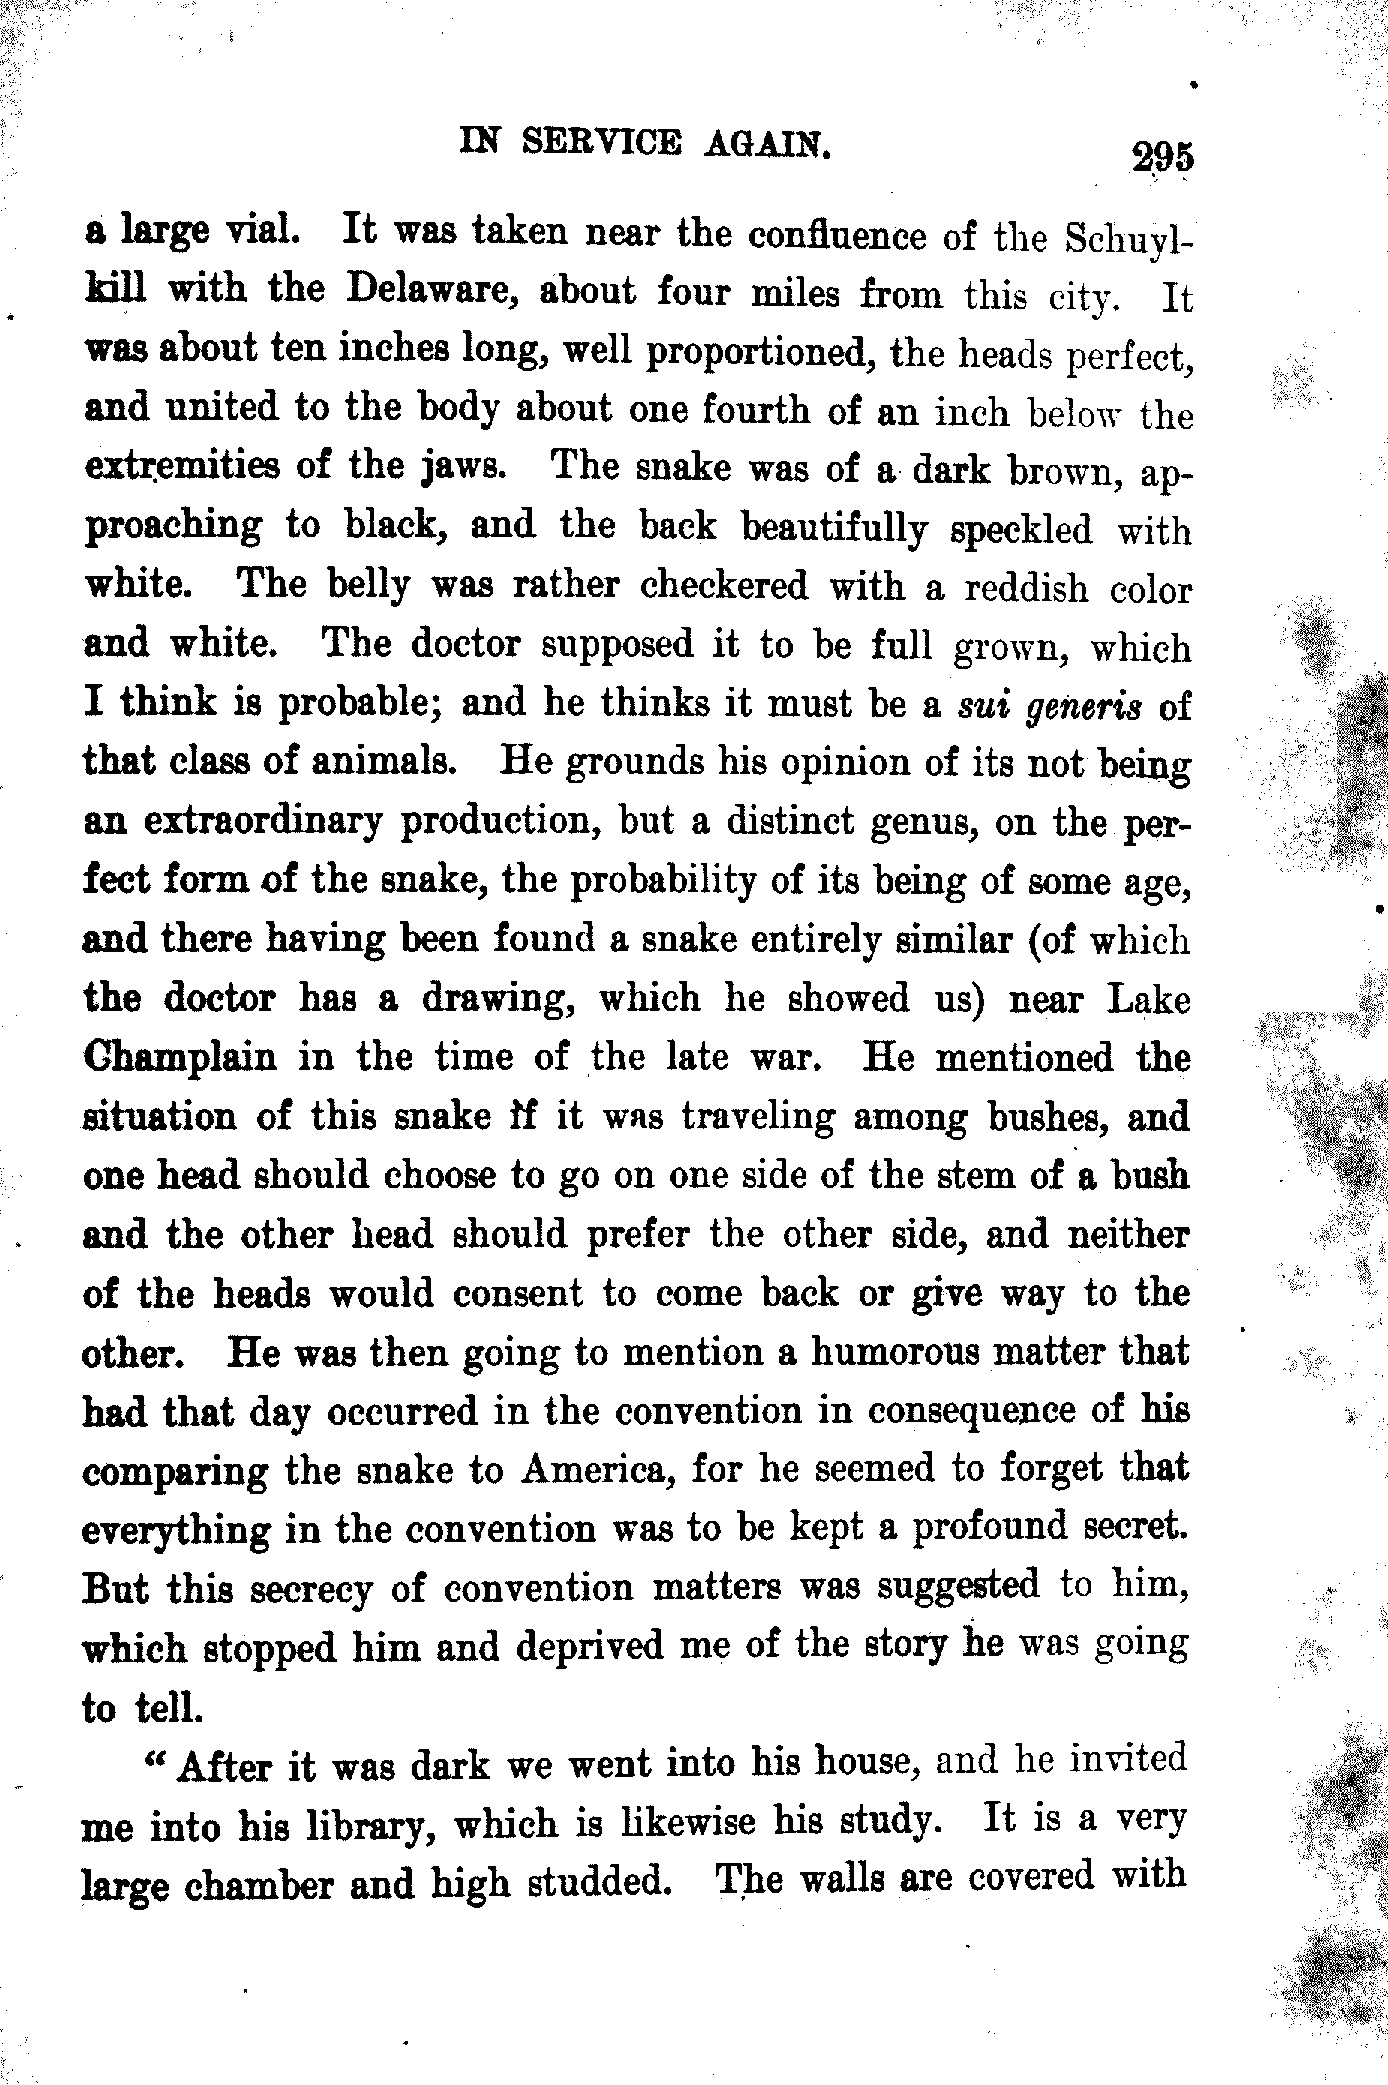 IN SERVICE AGAIN.
295
a large vial. It was taken near the confluence of the Schuyl-
kill with the Delaware, about four miles from this city. It
was about ten inches long, well proportioned, the heads perfect,
and united to the body about one fourth of an inch below the
extremities of the jaws. The snake was of a dark brown, ap-
proaching to black, and the back beautifully speckled with
white. The belly was rather checkered with a reddish color
and white. The doctor supposed it to be full grown, which
I think is probable; and he thinks it must be a sui generis of
that class of animals. He grounds his opinion of its not being
an extraordinary production, but a distinct genus, on the per-
fect form of the snake, the probability of its being of some age,
and there having been found a snake entirely similar (of which
the doctor has a drawing, which he showed us) near Lake
Champlain in the time of the late war. He mentioned the
situation of this snake if it was traveling among bushes, and
one head should choose to go on one side of the stem of a bush
and the other head should prefer the other side, and neither
of the heads would consent to come back or give way to the
other. He was then going to mention a humorous matter that
had that day occurred in the convention in consequence of his
comparing the snake to America, for he seemed to forget that
everything in the convention was to be kept a profound secret.
But this secrecy of convention matters was suggested to him,
which stopped him and deprived me of the story he was going
to tell.
“ After it was dark we went into his house, and he invited
me into his library, which is likewise his study. It is a very
large chamber and high studded. The walls are covered with